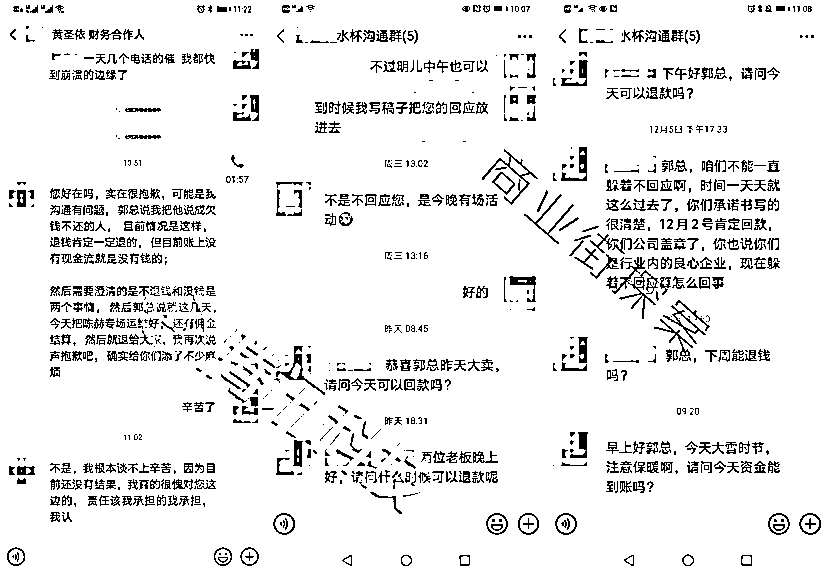 11:22
黄圣依 财务合作人
一天几个电话的催 我都快
到崩溃的边缘了
10:51
01:57
您好在吗，实在很抱歉，可能是我
沟通有问题，郭总说我把他说成欠
钱不还的人，目前情况是这样，
退钱肯定一定退的，但目前账上没
有现金流就是没有钱的；
然后需要澄清的是不退钱和没钱是
两个事情，然后郭总说就这几天，
今天把陈赫专场运营好，还有佣金
结算，然后就退给大家，我再次说
声抱歉吧，确实给你们添了不少麻
烦
辛苦了
11:02
不是，我根本谈不上辛苦，因为目
前还没有结果，我真的很愧对您这
边的，责任该我承担的我承担，
我认
10:07
水杯沟通群(5)
不过明儿中午也可以
到时候我写稿子把您的回应放
进去
周三 13:02
不是不回应您，是今晚有场活
动
周三 13:16
好的
昨天 08:45
恭喜郭总昨天大卖，
请问今天可以回款吗？
昨天 18:31
两位老板晚上
好，请问什么时候可以退款呢
11:08
水杯沟通群(5)
下午好郭总，请问今
天可以退款吗？
12月5日 下午17:33
郭总，咱们不能一直
躲着不回应啊，时间一天天就
这么过去了，你们承诺书写的
很清楚，12月2号肯定回款，
你们公司盖章了，你也说你们
是行业内的良心企业，现在躲
着不回应算怎么回事
郭总，下周能退钱
吗？
09:20
早上好郭总，今天大雪时节，
注意保暖啊，请问今天资金能
到账吗？
商业街探案